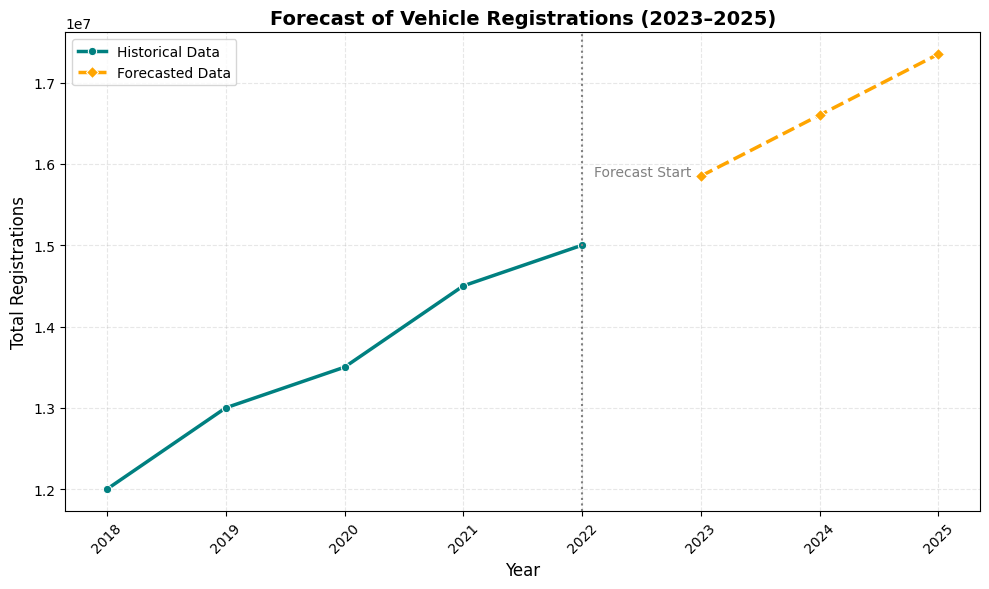 Forecast of Vehicle Registrations (2023–2025)
1e7
Historical Data
Forecasted Data
1.7
1.6
1.5
1.4
1.3
1.2
Total Registrations
Forecast Start
2018
2019
2020
2021
2022
2023
2024
2025
Year